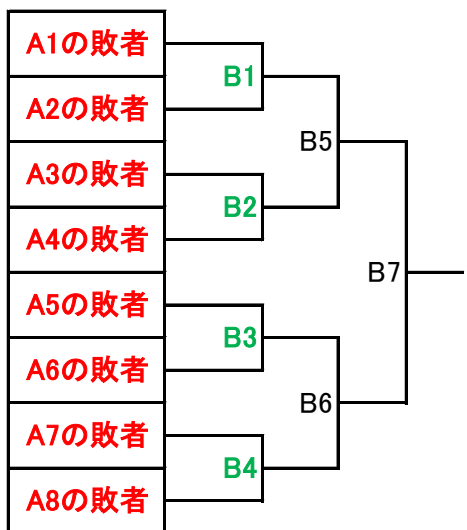 A1の敗者
A2の敗者
A3の敗者
A4の敗者
A5の敗者
A6の敗者
A7の敗者
A8の敗者
B1
B2
B3
B4
B5
B6
B7